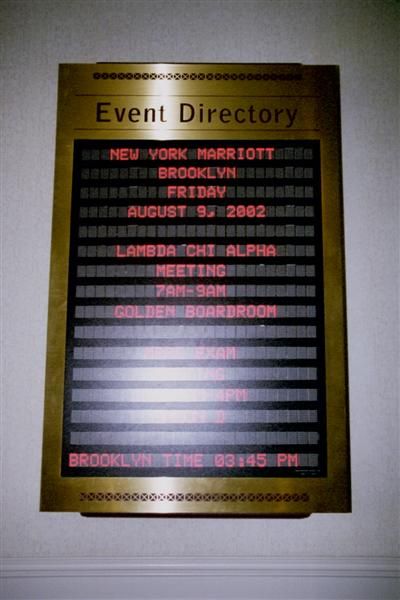 Event Directory
NEW YORK MARRIOTT
BROOKLYN
FRIDAY
AUGUST 9, 2002
LAMBDA CHI ALPHA
MEETING
7AM-9AM
GOLDEN BOARDROOM
EXAM
BROOKLYN TIME 03:45 PM